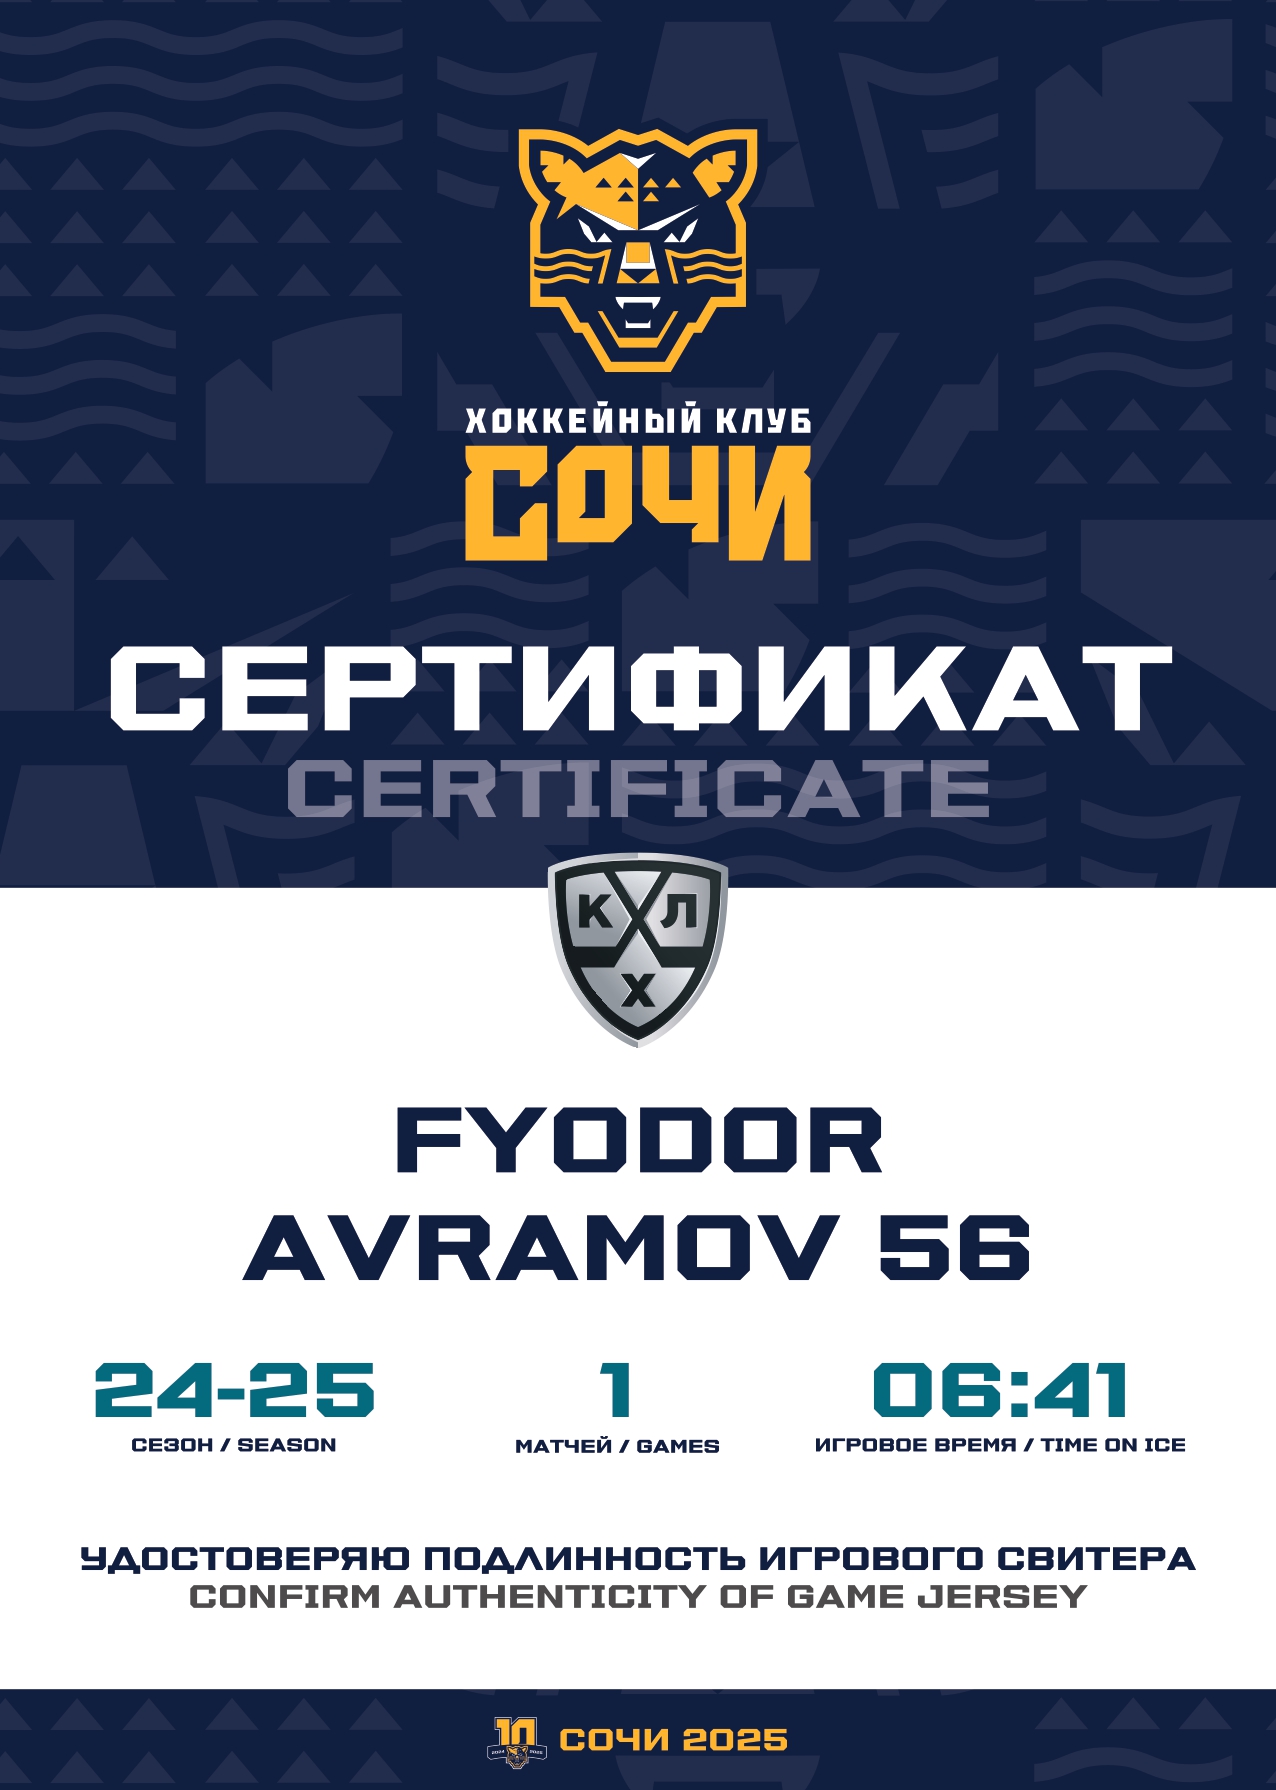 ХОККЕЙНЫЙ КЛУБ
СОЧИ
СЕРТИФИКАТ
CERTIFICATE
К Л
Х
FYODOR
AVRAMOV 56
24-25 1 06:41
СЕЗОН / SEASON МАТЧЕЙ / GAMES ИГРОВОЕ ВРЕМЯ / TIME ON ICE
УДОСТОВЕРЯЮ ПОДЛИННОСТЬ ИГРОВОГО СВИТЕРА
CONFIRM AUTHENTICITY OF GAME JERSEY
10 СОЧИ 2025